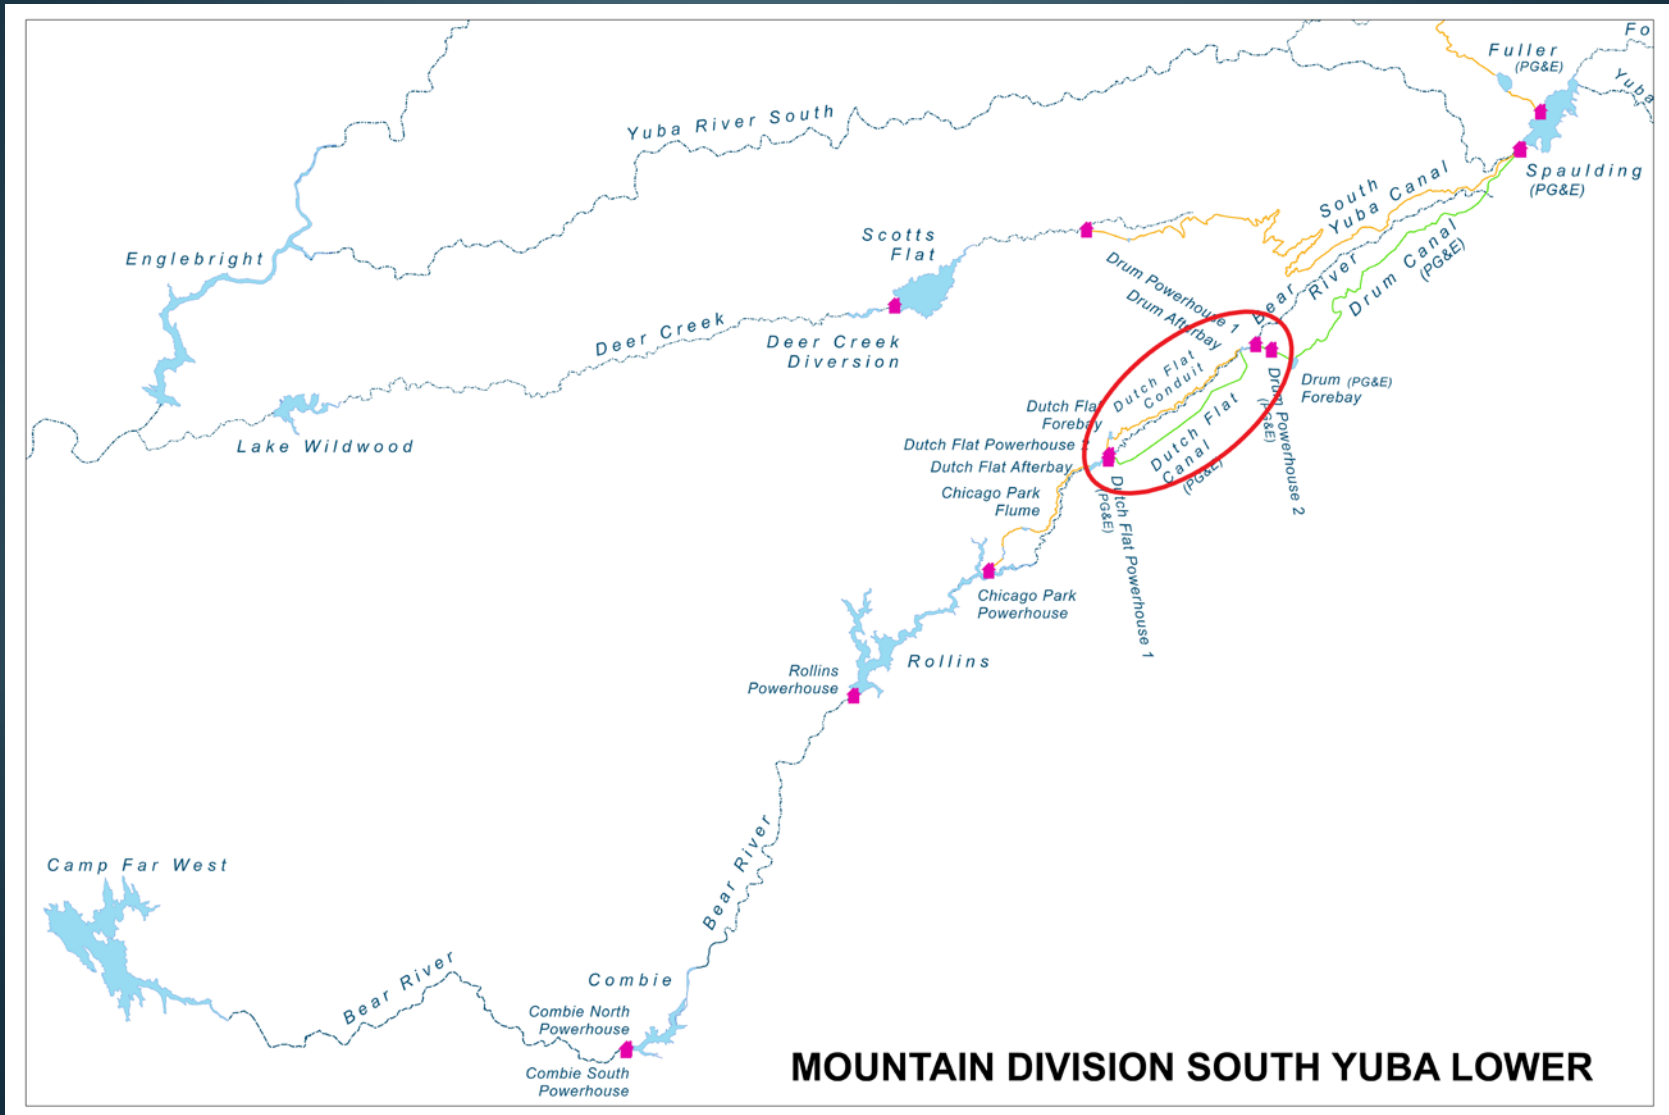 Fo
Fuller
(PG&E)
Yuba
Yuba River South
Spaulding
(PG&E)
South
Yuba Canal
Scotts
Flat
Englebright
Bear
River
Drum Canal
(PG&E)
Drum Powerhouse 1
Drum Afterbay
Deer Creek
Deer Creek
Diversion
Dutch Flat
Conduit
Drum (PG&E)
Forebay
Drum Powerhouse 2
(PG&E)
Dutch Flat
Forebay
Dutch Flat
Canal
(PG&E)
Lake Wildwood
Dutch Flat Powerhouse 2
Dutch Flat Afterbay
Dutch Flat Powerhouse 1
(PG&E)
Chicago Park
Flume
Chicago Park
Powerhouse
Rollins
Rollins
Powerhouse
Bear River
Camp Far West
Bear River
Combie
Combie North
Powerhouse
Combie South
Powerhouse
MOUNTAIN DIVISION SOUTH YUBA LOWER